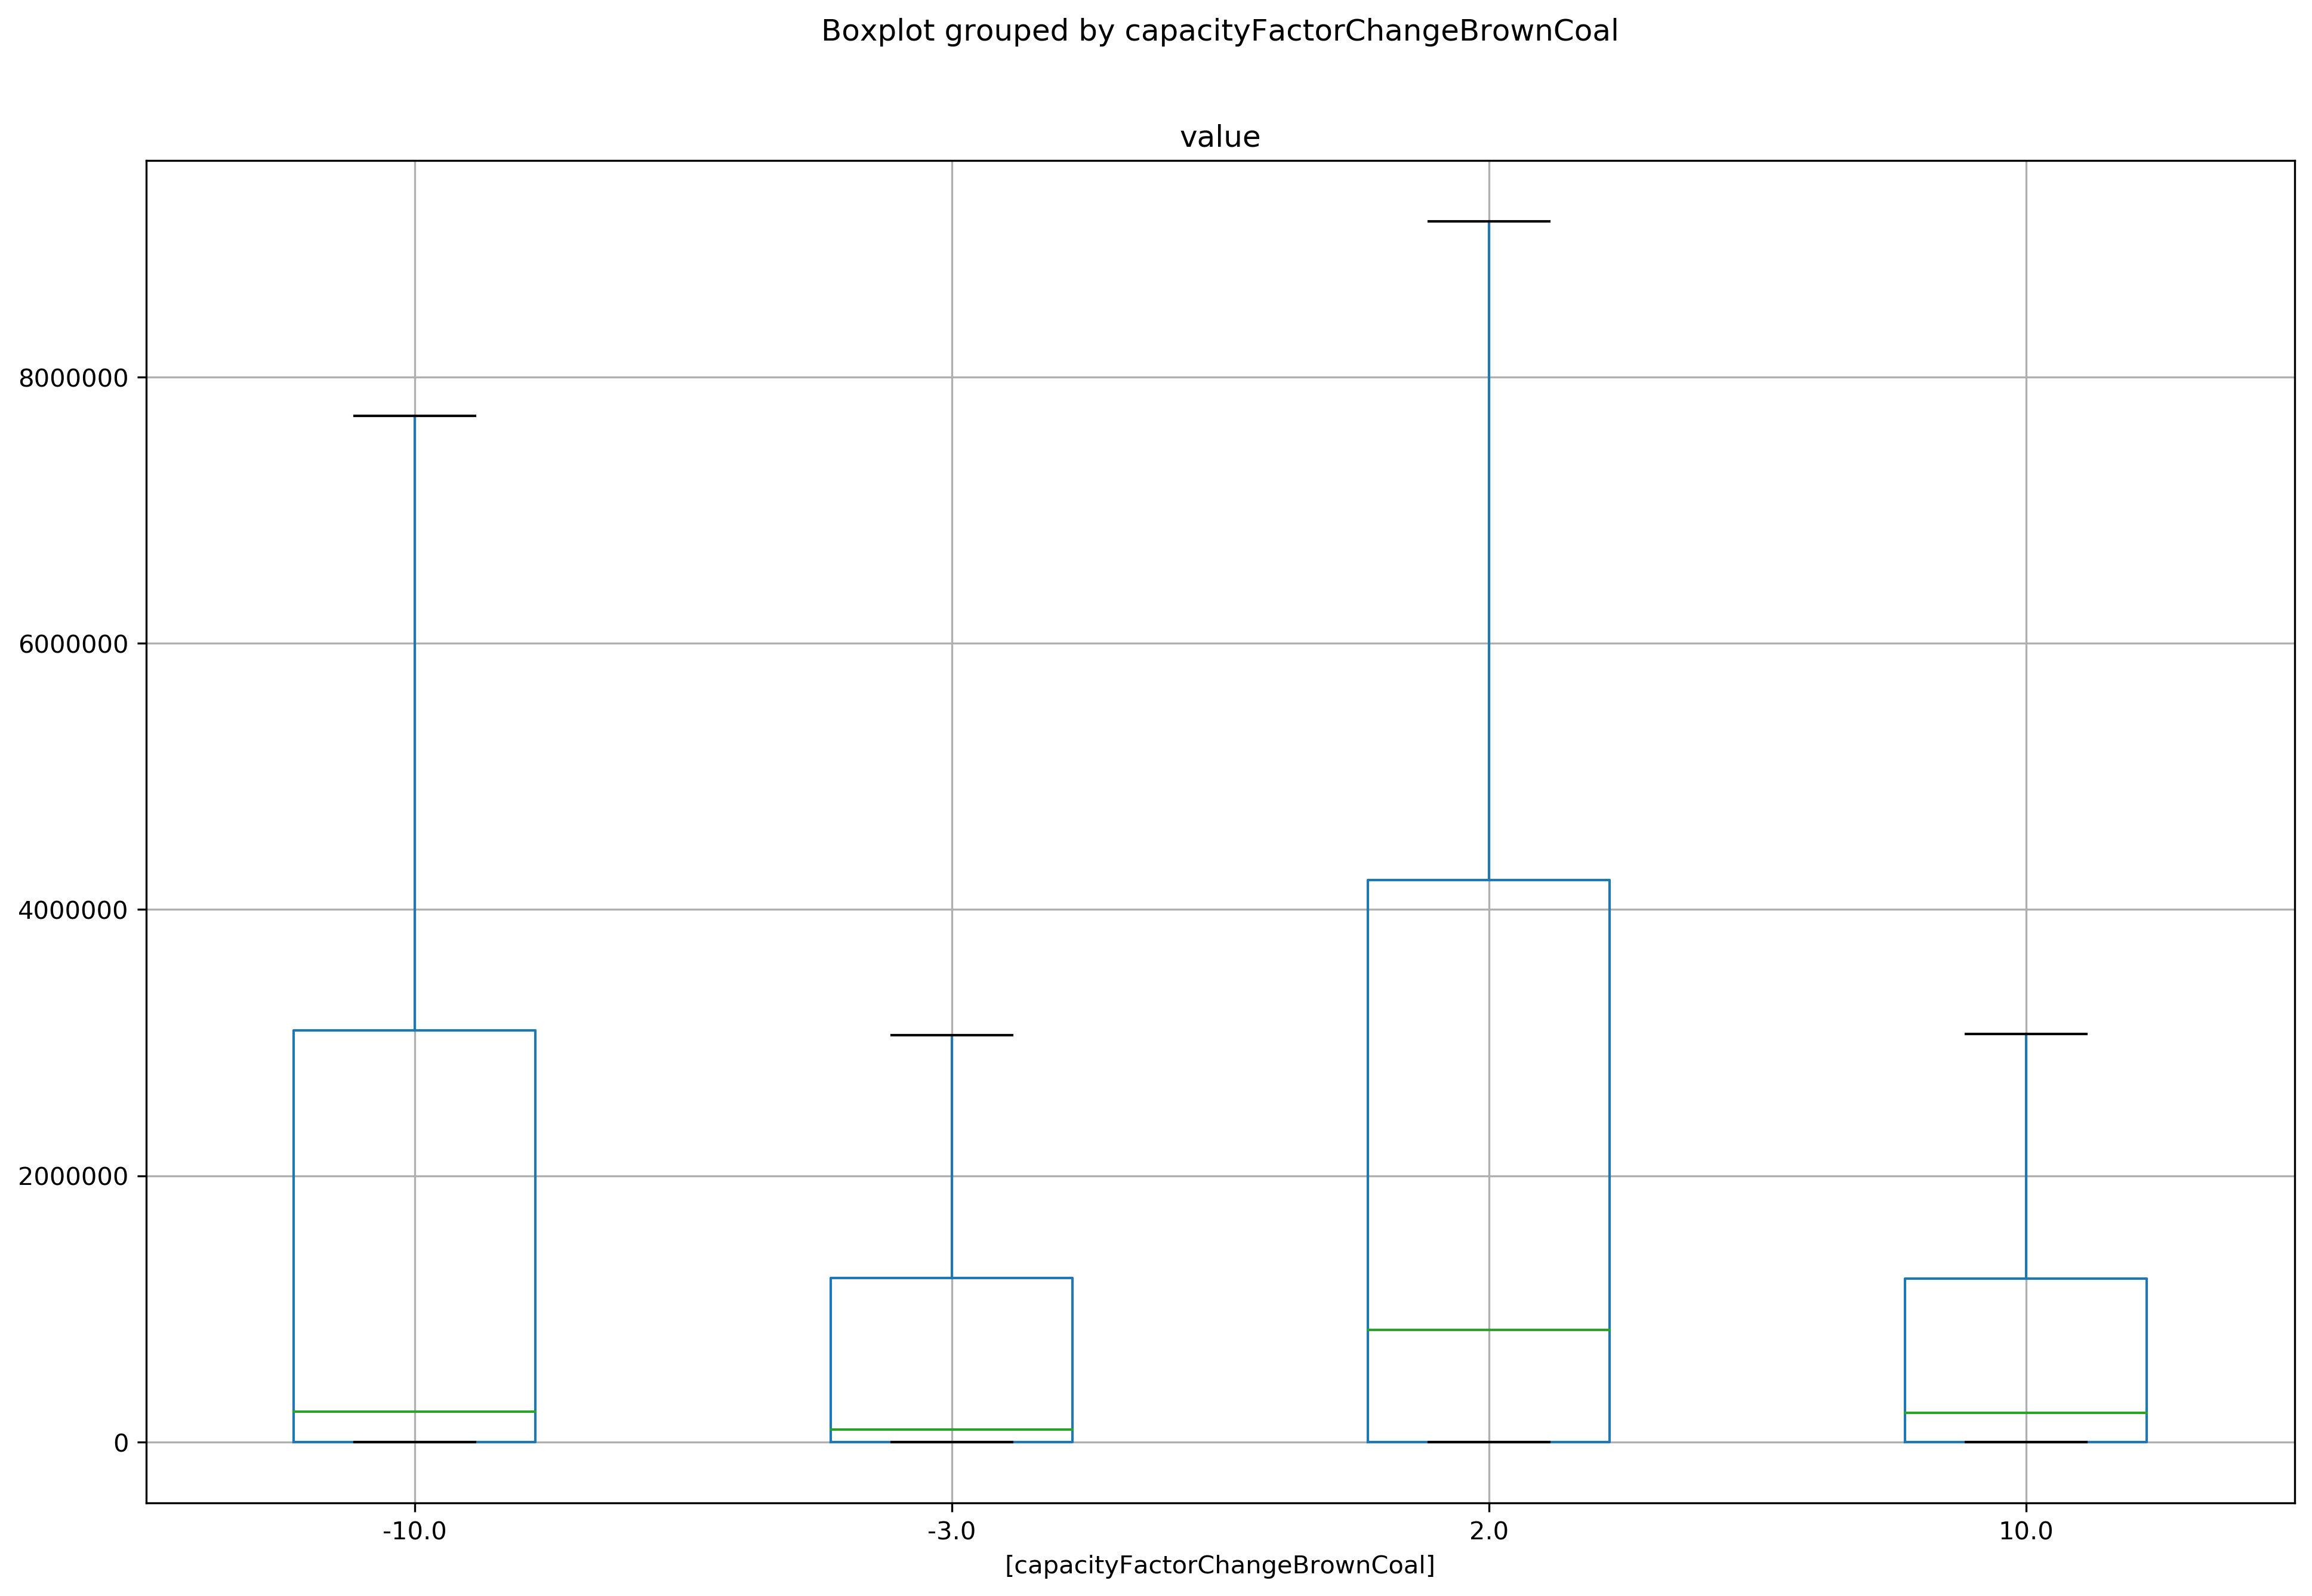 Boxplot grouped by capacityFactorChangeBrownCoal
value
8000000
6000000
4000000
2000000
0
-10.0 -3.0 2.0 10.0
[capacityFactorChangeBrownCoal]